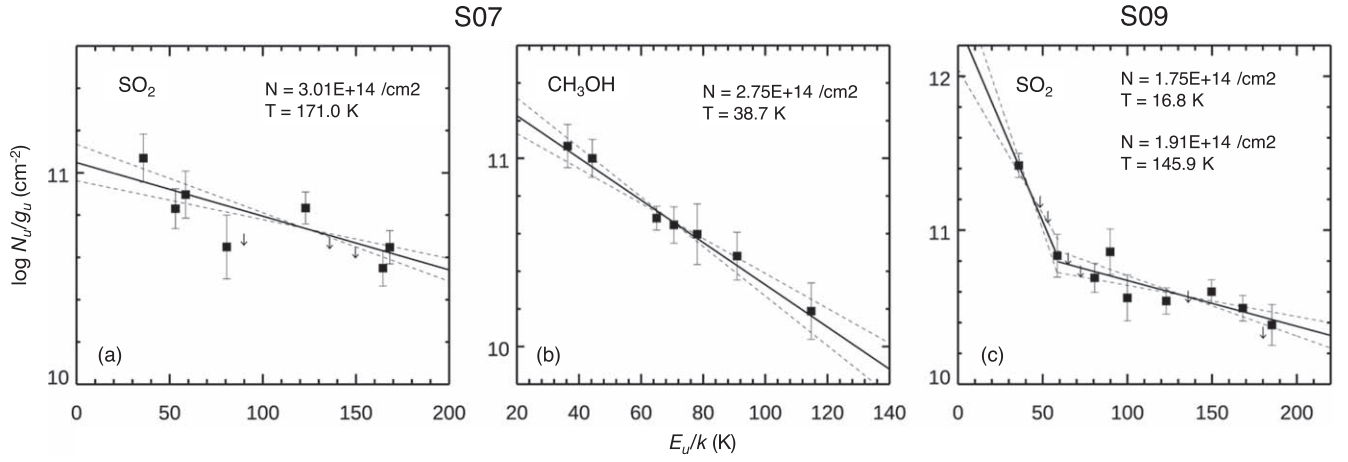 S07
S09
SO₂
N = 3.01E+14 /cm2
T = 171.0 K
CH₃OH
N = 2.75E+14 /cm2
T = 38.7 K
SO₂
N = 1.75E+14 /cm2
T = 16.8 K
N = 1.91E+14 /cm2
T = 145.9 K
log Nᵤ/gᵤ (cm⁻²)
11
10
11
10
12
11
10
(a)
(b)
(c)
0 50 100 150 200
20 40 60 80 100 120 140
0 50 100 150 200
Eᵤ/k (K)